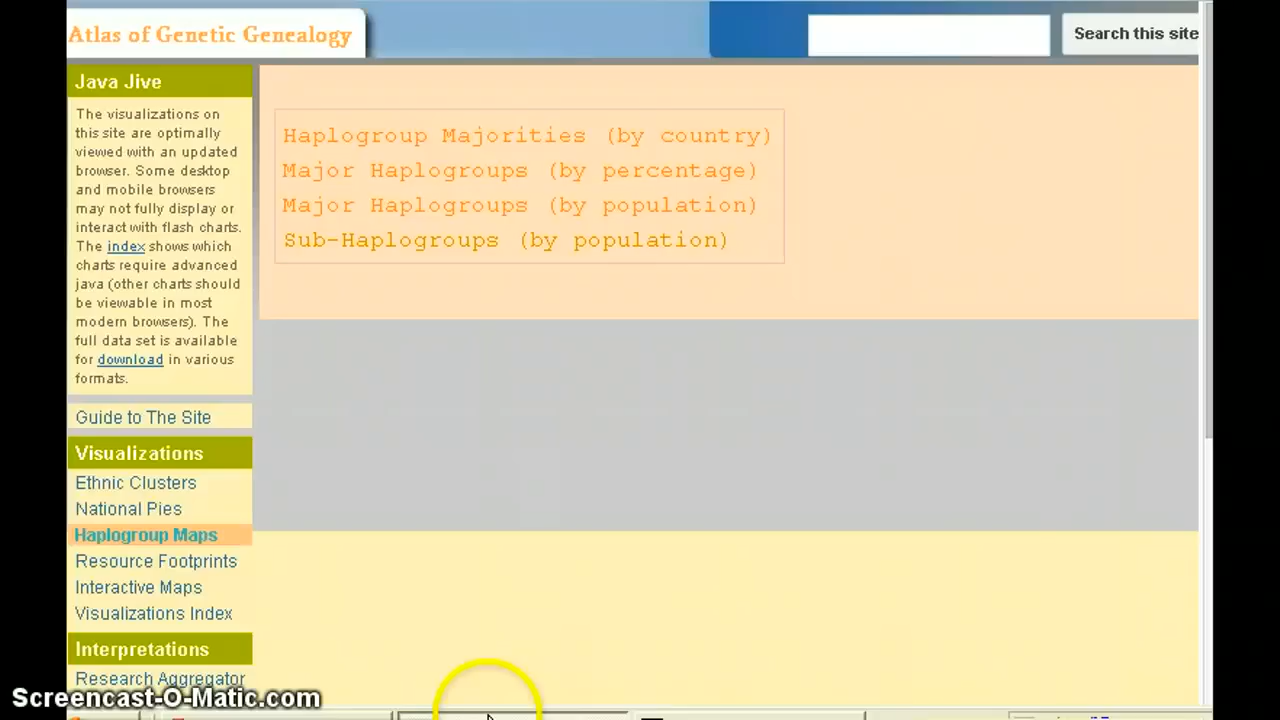 Atlas of Genetic Genealogy
Search this site
Java Jive
The visualizations on
this site are optimally
viewed with an updated
browser. Some desktop
and mobile browsers
may not fully display or
interact with flash charts.
The index shows which
charts require advanced
java (other charts should
be viewable in most
modern browsers). The
full data set is available
for download in various
formats.
Guide to The Site
Visualizations
Ethnic Clusters
National Pies
Haplogroup Maps
Resource Footprints
Interactive Maps
Visualizations Index
Interpretations
Research Aggregator
Haplogroup Majorities (by country)
Major Haplogroups (by percentage)
Major Haplogroups (by population)
Sub-Haplogroups (by population)
Screencast-O-Matic.com